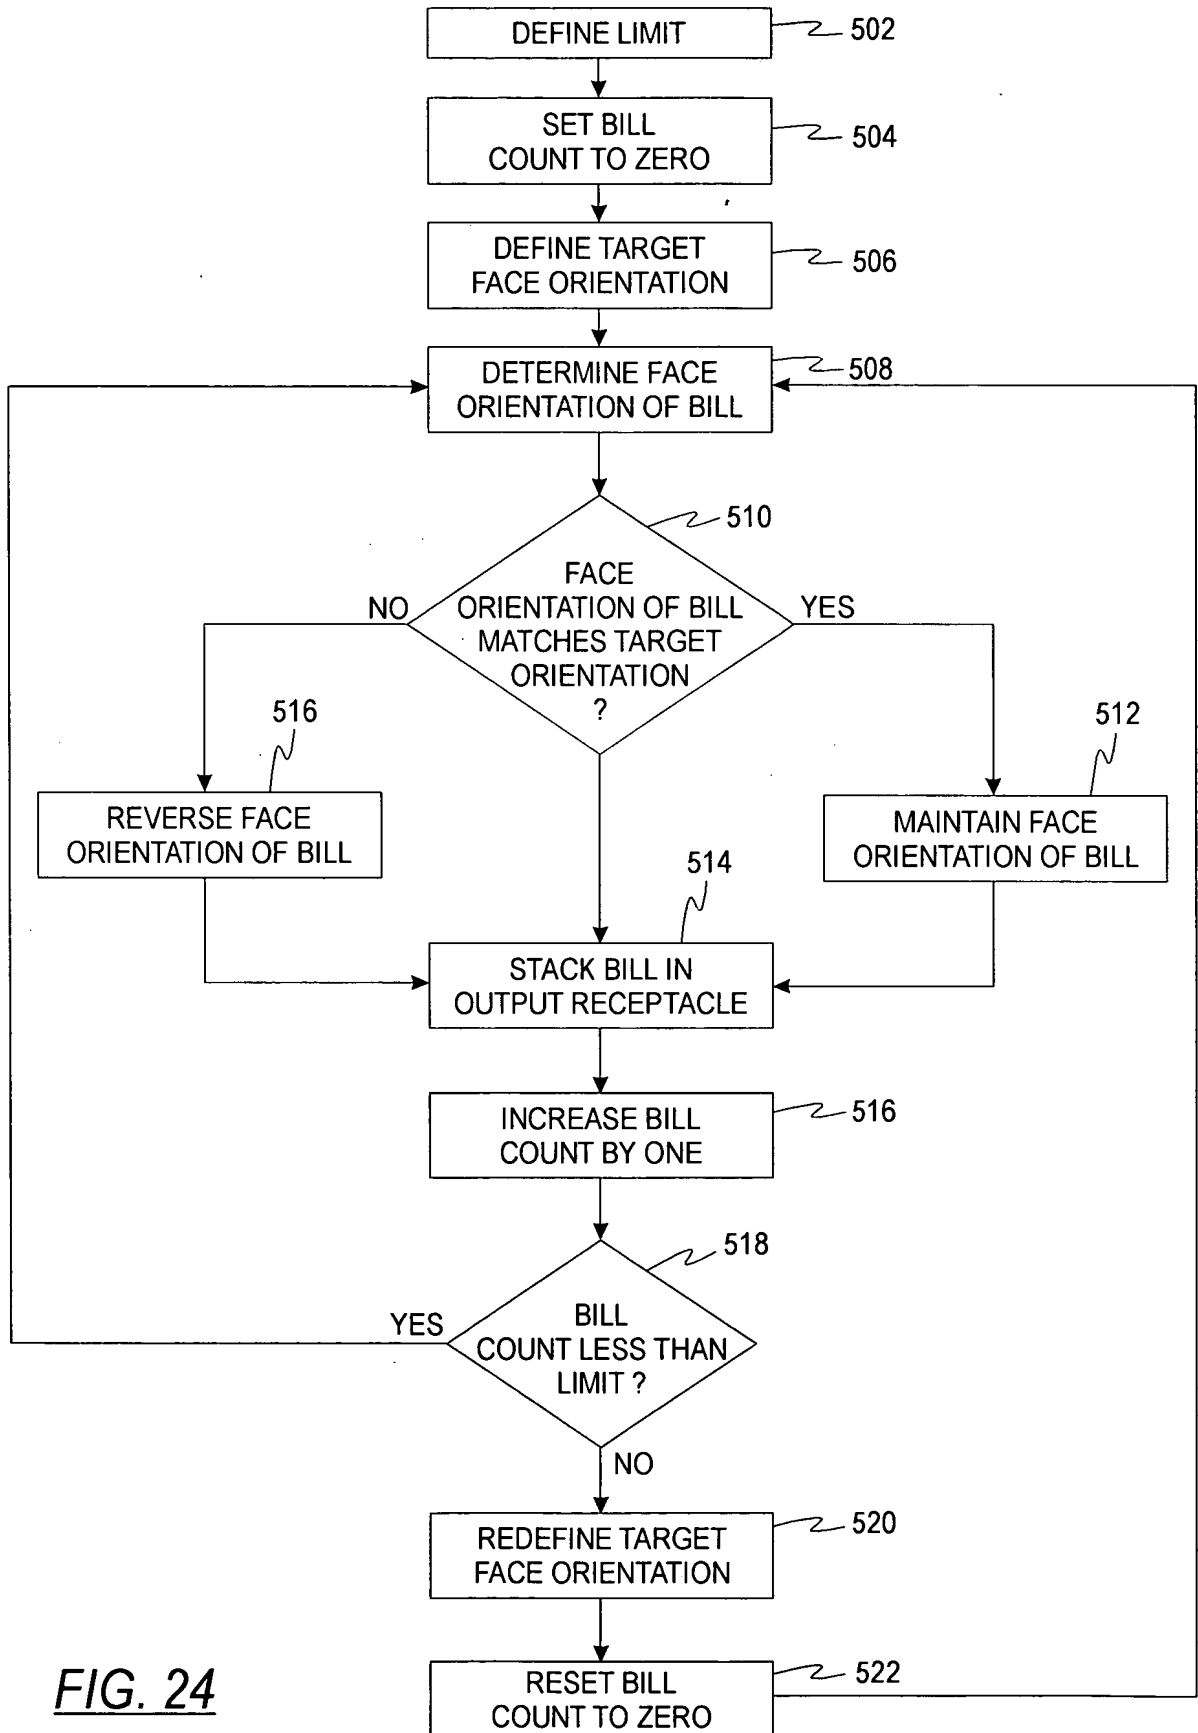 DEFINE LIMIT
502
SET BILL
COUNT TO ZERO
504
DEFINE TARGET
FACE ORIENTATION
506
DETERMINE FACE
ORIENTATION OF BILL
508
510
FACE
ORIENTATION OF BILL
MATCHES TARGET
ORIENTATION
?
NO
YES
516
REVERSE FACE
ORIENTATION OF BILL
512
MAINTAIN FACE
ORIENTATION OF BILL
514
STACK BILL IN
OUTPUT RECEPTACLE
INCREASE BILL
COUNT BY ONE
516
518
BILL
COUNT LESS THAN
LIMIT ?
YES
NO
REDEFINE TARGET
FACE ORIENTATION
520
RESET BILL
COUNT TO ZERO
522
FIG. 24